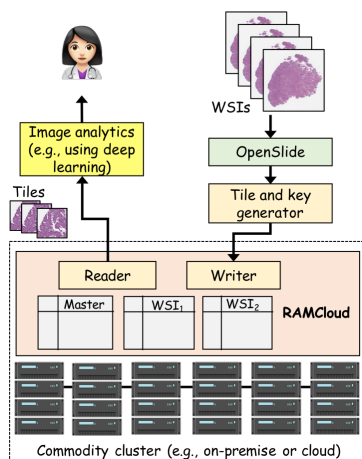 WSIs
OpenSlide
Tile and key
generator
Image analytics
(e.g., using deep
learning)
Tiles
Reader
Writer
Master
WSI₁
WSI₂
RAMCloud
Commodity cluster (e.g., on-premise or cloud)